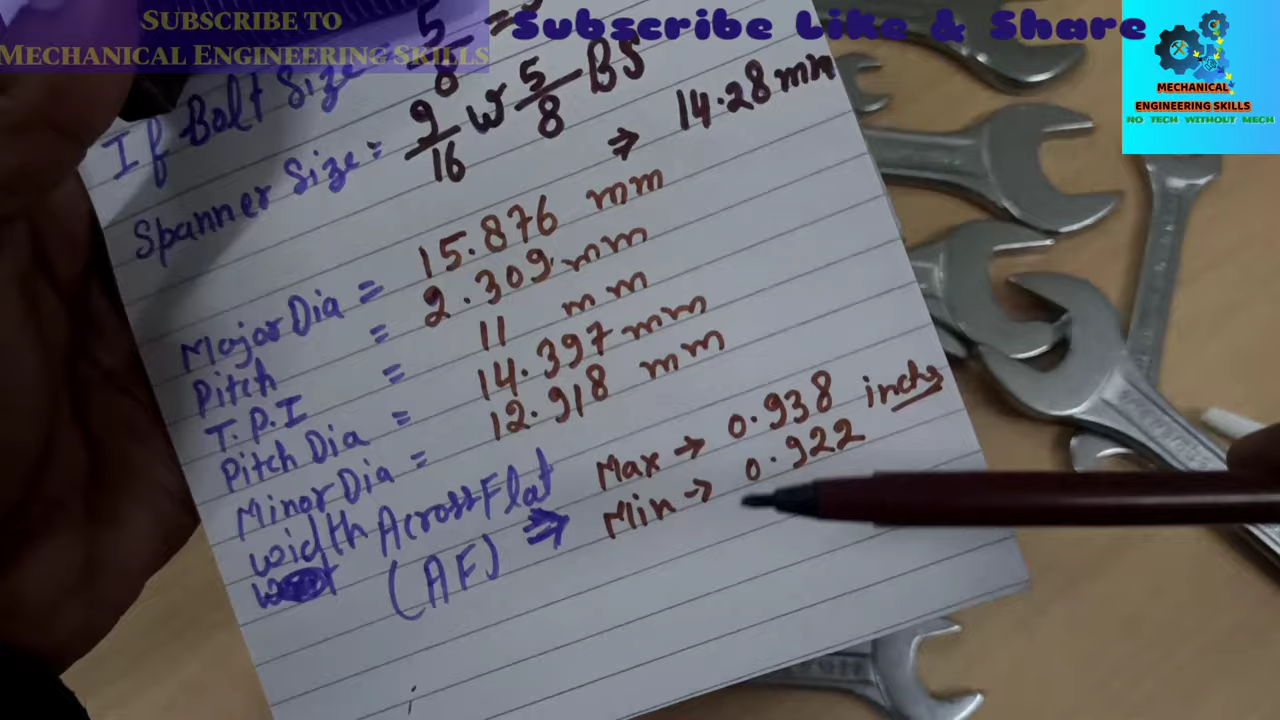 SUBSCRIBE TO
MECHANICAL ENGINEERING SKILLS
Subscribe Like & Share
MECHANICAL
ENGINEERING SKILLS
NO TECH WITHOUT MECH
If Bolt Size = 5/8 =
Spanner Size = 9/16 W 5/8 BS
⇒ 14.28 mm
Major Dia = 15.876 mm
Pitch = 2.309 mm
T.P.I = 11 mm
Pitch Dia = 14.397 mm
Minor Dia = 12.918 mm
Width Across Flat
(AF) ⇒
Max → 0.938 inches
Min → 0.922